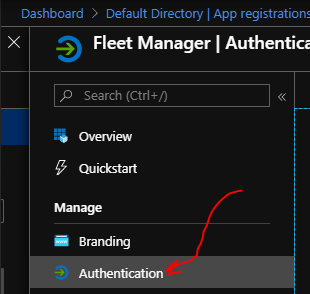 Dashboard > Default Directory | App registrations
Fleet Manager | Authentica
Search (Ctrl+/)
«
Overview
Quickstart
Manage
Branding
Authentication